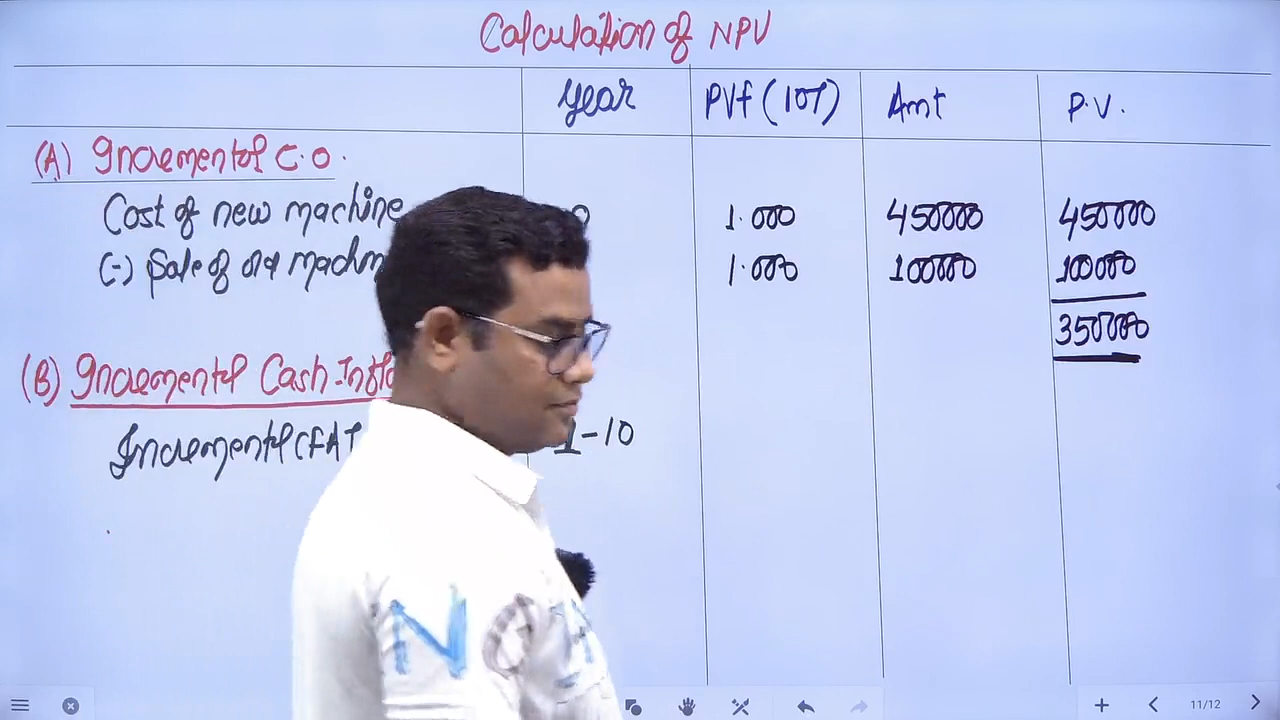 Calculation of NPV
Year PVf (10%) Amt P.V.
(A) Incremental C.O.
Cost of new machine 0 1.000 450000 450000
(-) Sale of old machin 1.000 100000 100000
350000
(B) Incremental Cash-Inflo
Incremental CFAT 1-10
11/12